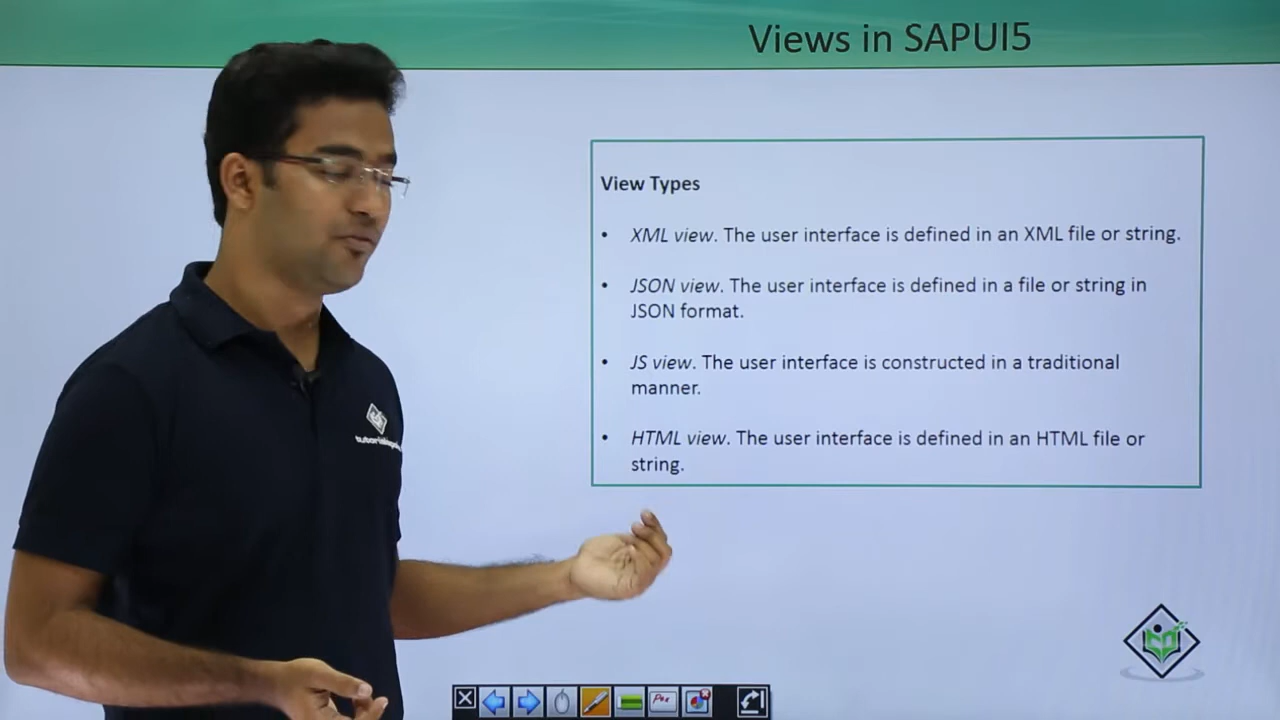 Views in SAPUI5
View Types
• XML view. The user interface is defined in an XML file or string.
• JSON view. The user interface is defined in a file or string in
JSON format.
• JS view. The user interface is constructed in a traditional
manner.
• HTML view. The user interface is defined in an HTML file or
string.